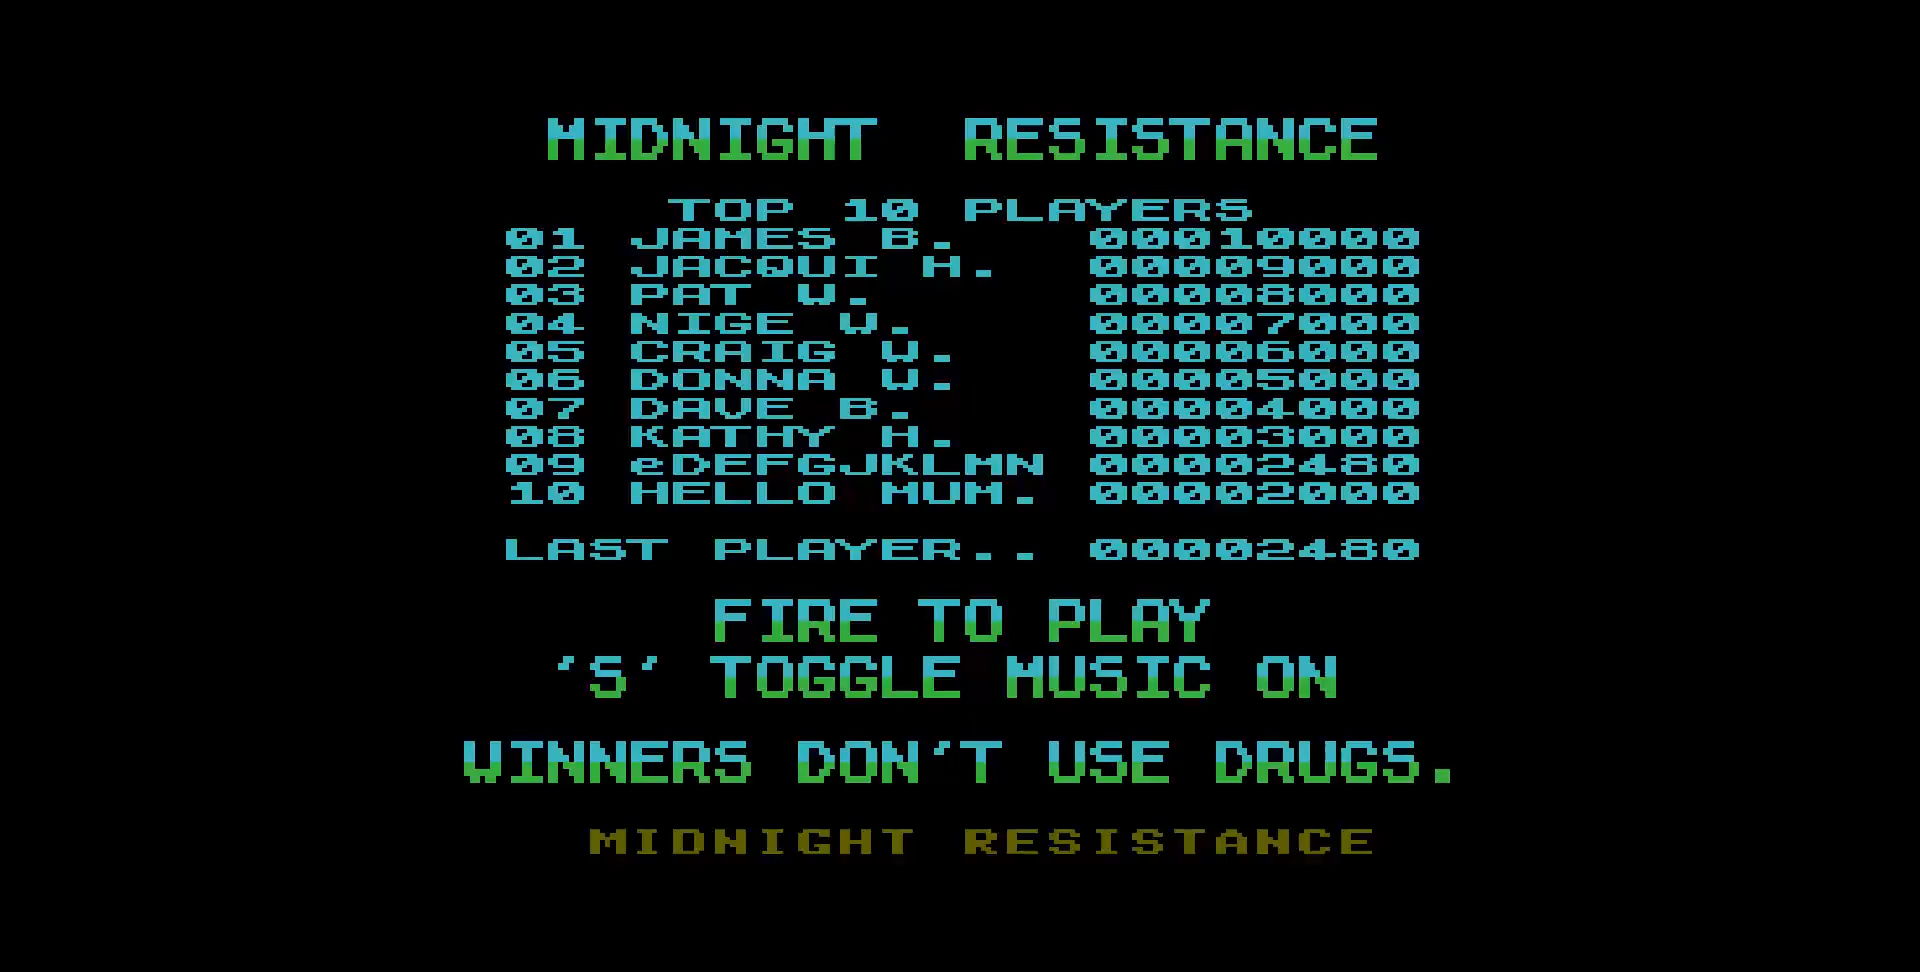 MIDNIGHT RESISTANCE
TOP 10 PLAYERS
01 JAMES B. 00010000
02 JACQUI H. 00009000
03 PAT W. 00008000
04 NIGE W. 00007000
05 CRAIG W. 00006000
06 DONNA W. 00005000
07 DAVE B. 00004000
08 KATHY H. 00003000
09 eDEFGJKLMN 00002480
10 HELLO MUM. 00002000
LAST PLAYER.. 00002480
FIRE TO PLAY
'S' TOGGLE MUSIC ON
WINNERS DON'T USE DRUGS.
MIDNIGHT RESISTANCE